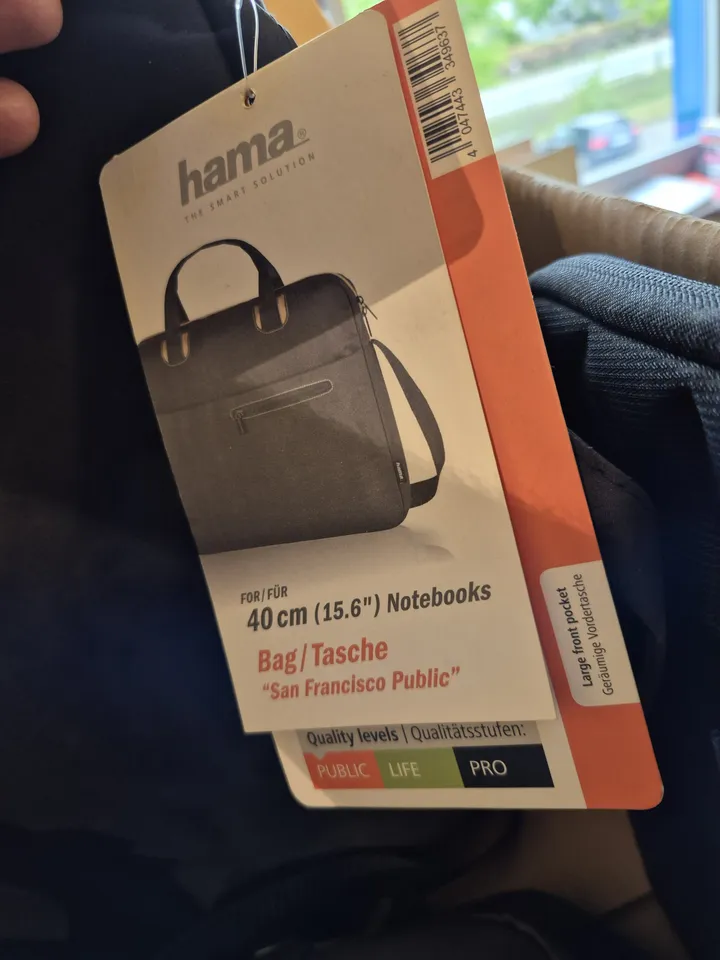 hama®
THE SMART SOLUTION
4 047443 349637
FOR/FÜR
40 cm (15.6") Notebooks
Bag/Tasche
“San Francisco Public”
Large front pocket
Geräumige Vordertasche
Quality levels | Qualitätsstufen:
PUBLIC LIFE PRO
hama